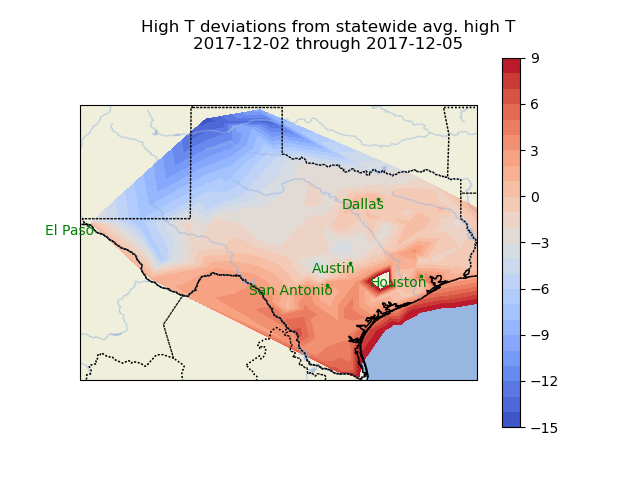 High T deviations from statewide avg. high T
2017-12-02 through 2017-12-05
9
6
3
0
−3
−6
−9
−12
−15
Dallas
El Paso
Austin
Houston
San Antonio